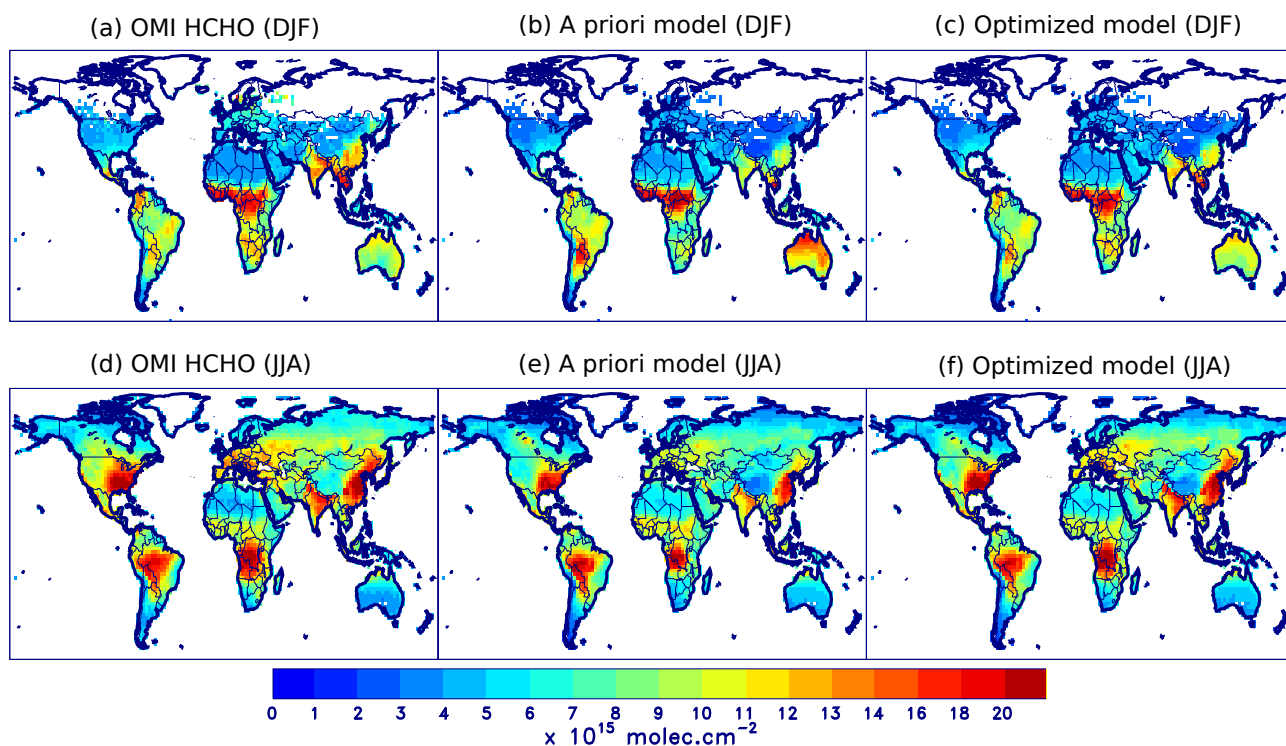 (a) OMI HCHO (DJF) (b) A priori model (DJF) (c) Optimized model (DJF)
(d) OMI HCHO (JJA) (e) A priori model (JJA) (f) Optimized model (JJA)
0 1 2 3 4 5 6 7 8 9 10 11 12 13 14 16 18 20
x 10¹⁵ molec.cm⁻²